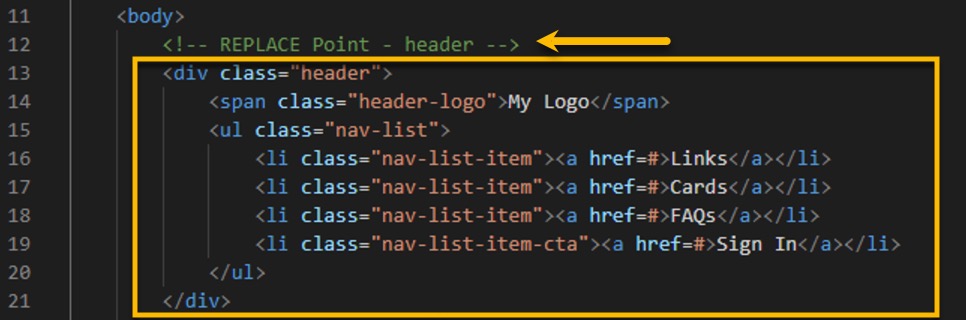 11 <body>
12 <!-- REPLACE Point - header -->
13 <div class="header">
14 <span class="header-logo">My Logo</span>
15 <ul class="nav-list">
16 <li class="nav-list-item"><a href=#>Links</a></li>
17 <li class="nav-list-item"><a href=#>Cards</a></li>
18 <li class="nav-list-item"><a href=#>FAQs</a></li>
19 <li class="nav-list-item-cta"><a href=#>Sign In</a></li>
20 </ul>
21 </div>